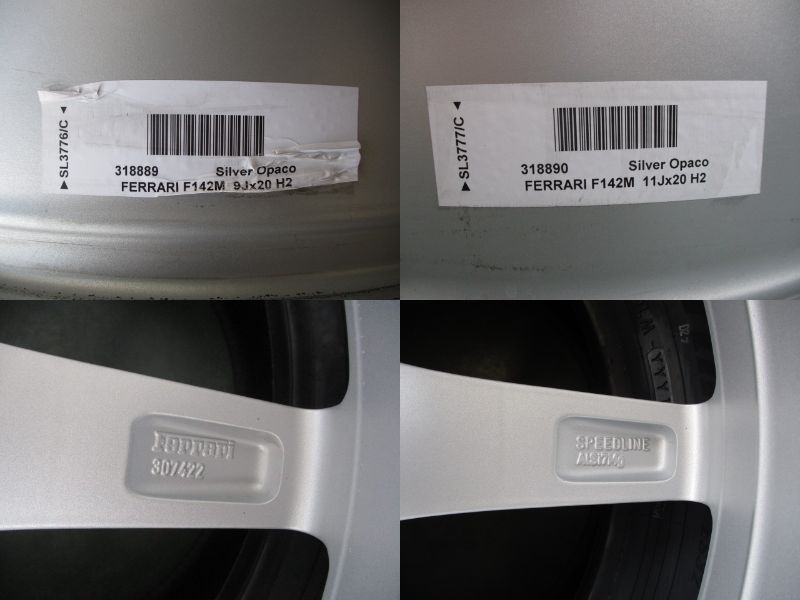 ▶ SL3776/C ◀
318889 Silver Opaco
FERRARI F142M 9Jx20 H2
▶ SL3777/C ◀
318890 Silver Opaco
FERRARI F142M 11Jx20 H2
Ferrari
307422
SPEEDLINE
AlSi7Mg